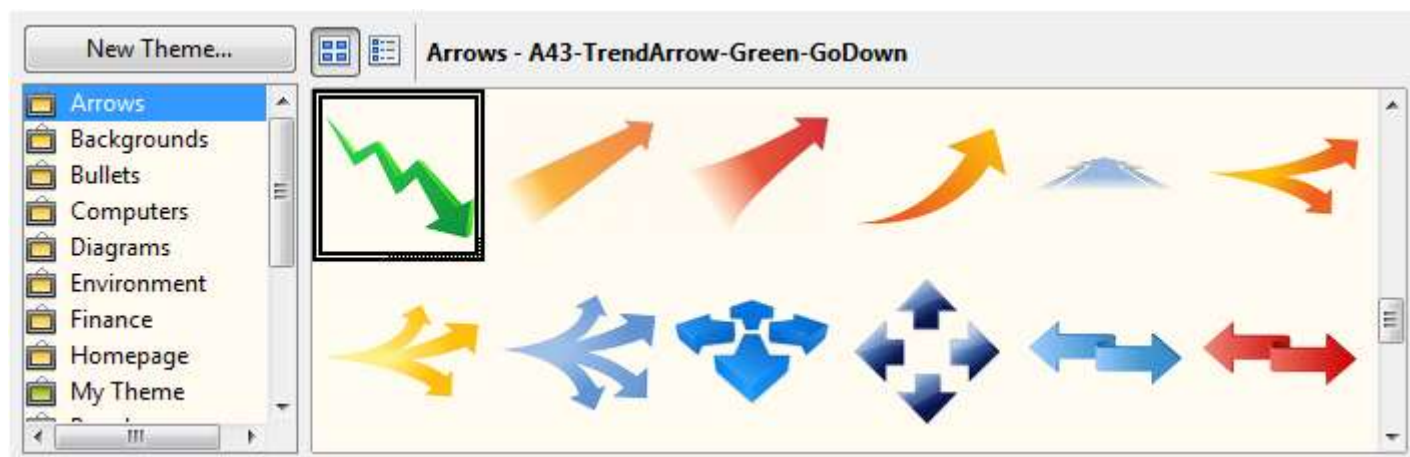 New Theme...
Arrows - A43-TrendArrow-Green-GoDown
Arrows
Backgrounds
Bullets
Computers
Diagrams
Environment
Finance
Homepage
My Theme